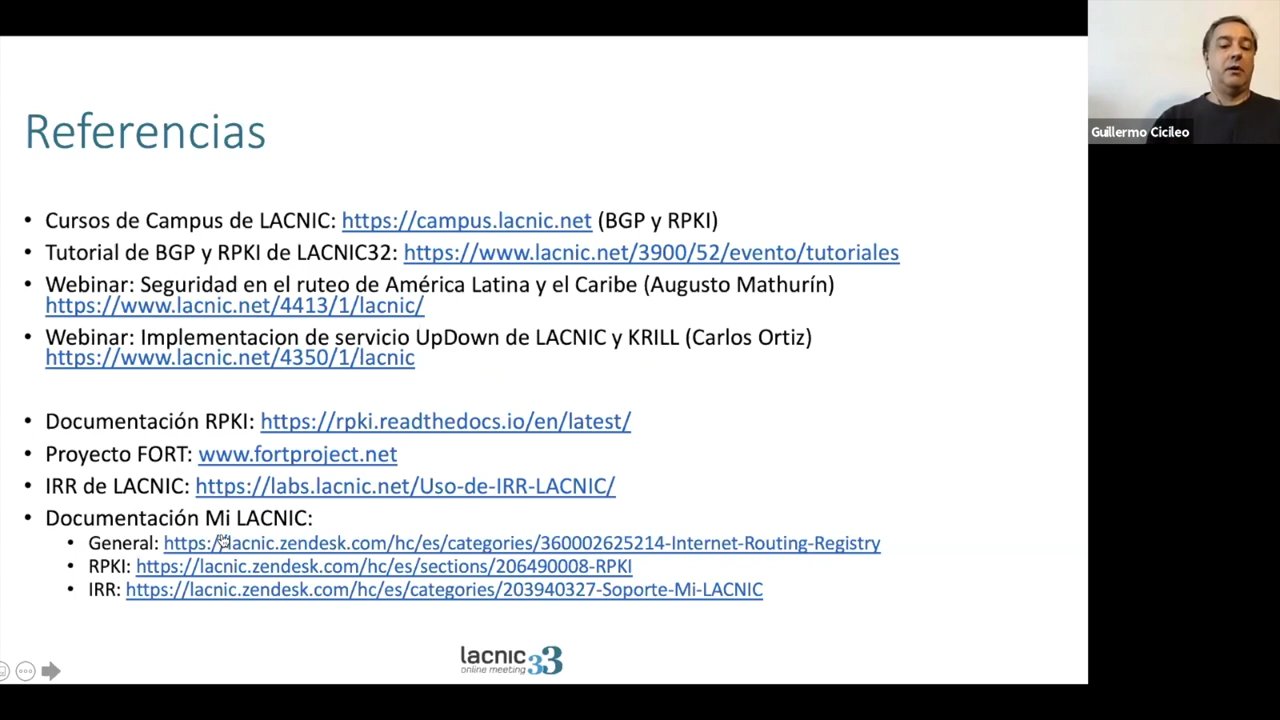 Referencias
• Cursos de Campus de LACNIC: https://campus.lacnic.net (BGP y RPKI)
• Tutorial de BGP y RPKI de LACNIC32: https://www.lacnic.net/3900/52/evento/tutoriales
• Webinar: Seguridad en el ruteo de América Latina y el Caribe (Augusto Mathurín)
https://www.lacnic.net/4413/1/lacnic/
• Webinar: Implementacion de servicio UpDown de LACNIC y KRILL (Carlos Ortiz)
https://www.lacnic.net/4350/1/lacnic
• Documentación RPKI: https://rpki.readthedocs.io/en/latest/
• Proyecto FORT: www.fortproject.net
• IRR de LACNIC: https://labs.lacnic.net/Uso-de-IRR-LACNIC/
• Documentación Mi LACNIC:
• General: https://lacnic.zendesk.com/hc/es/categories/360002625214-Internet-Routing-Registry
• RPKI: https://lacnic.zendesk.com/hc/es/sections/206490008-RPKI
• IRR: https://lacnic.zendesk.com/hc/es/categories/203940327-Soporte-Mi-LACNIC
lacnic 33
online meeting
Guillermo Cicileo